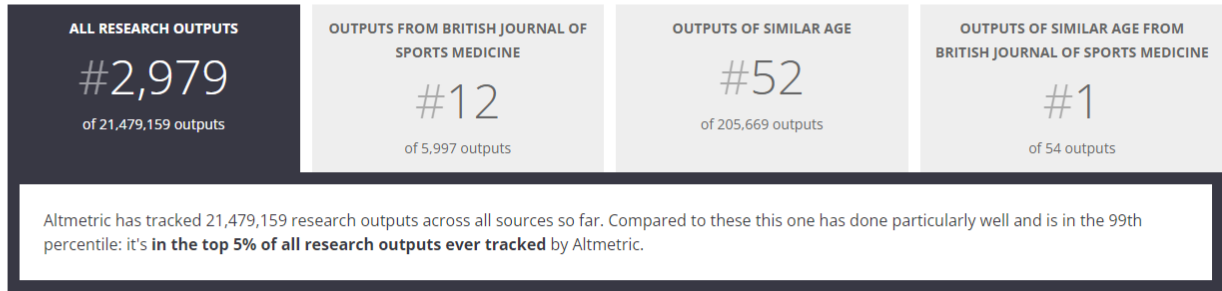 ALL RESEARCH OUTPUTS
#2,979
of 21,479,159 outputs
OUTPUTS FROM BRITISH JOURNAL OF
SPORTS MEDICINE
#12
of 5,997 outputs
OUTPUTS OF SIMILAR AGE
#52
of 205,669 outputs
OUTPUTS OF SIMILAR AGE FROM
BRITISH JOURNAL OF SPORTS MEDICINE
#1
of 54 outputs
Altmetric has tracked 21,479,159 research outputs across all sources so far. Compared to these this one has done particularly well and is in the 99th
percentile: it's in the top 5% of all research outputs ever tracked by Altmetric.